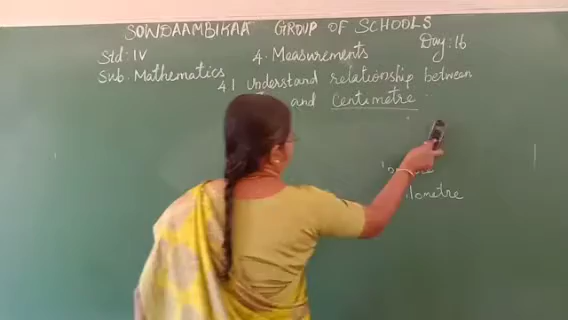 SOWDAAMBIKAA GROUP OF SCHOOLS
Std: IV
4. Measurements
Day: 16
Sub: Mathematics
4.1 understand relationship between
and Centimetre